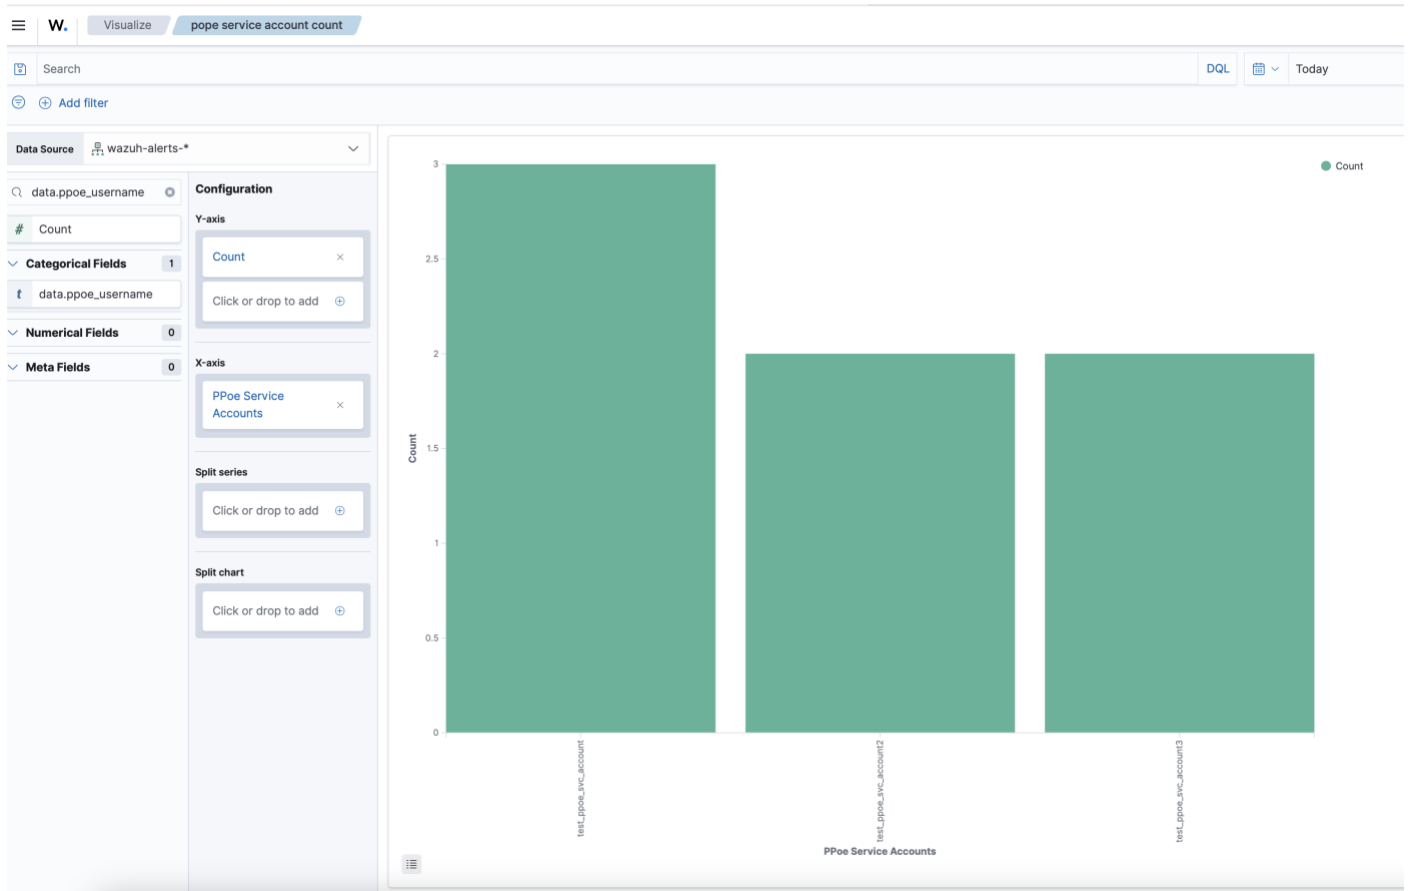 W.
Visualize
pope service account count
Search
DQL
Today
Add filter
Data Source
wazuh-alerts-*
data.ppoe_username
# Count
Categorical Fields 1
t data.ppoe_username
Numerical Fields 0
Meta Fields 0
Configuration
Y-axis
Count
Click or drop to add
X-axis
PPoe Service
Accounts
Split series
Click or drop to add
Split chart
Click or drop to add
Count
3
2.5
2
1.5
1
0.5
0
Count
test_ppoe_svc_account
test_ppoe_svc_account2
test_ppoe_svc_account3
PPoe Service Accounts